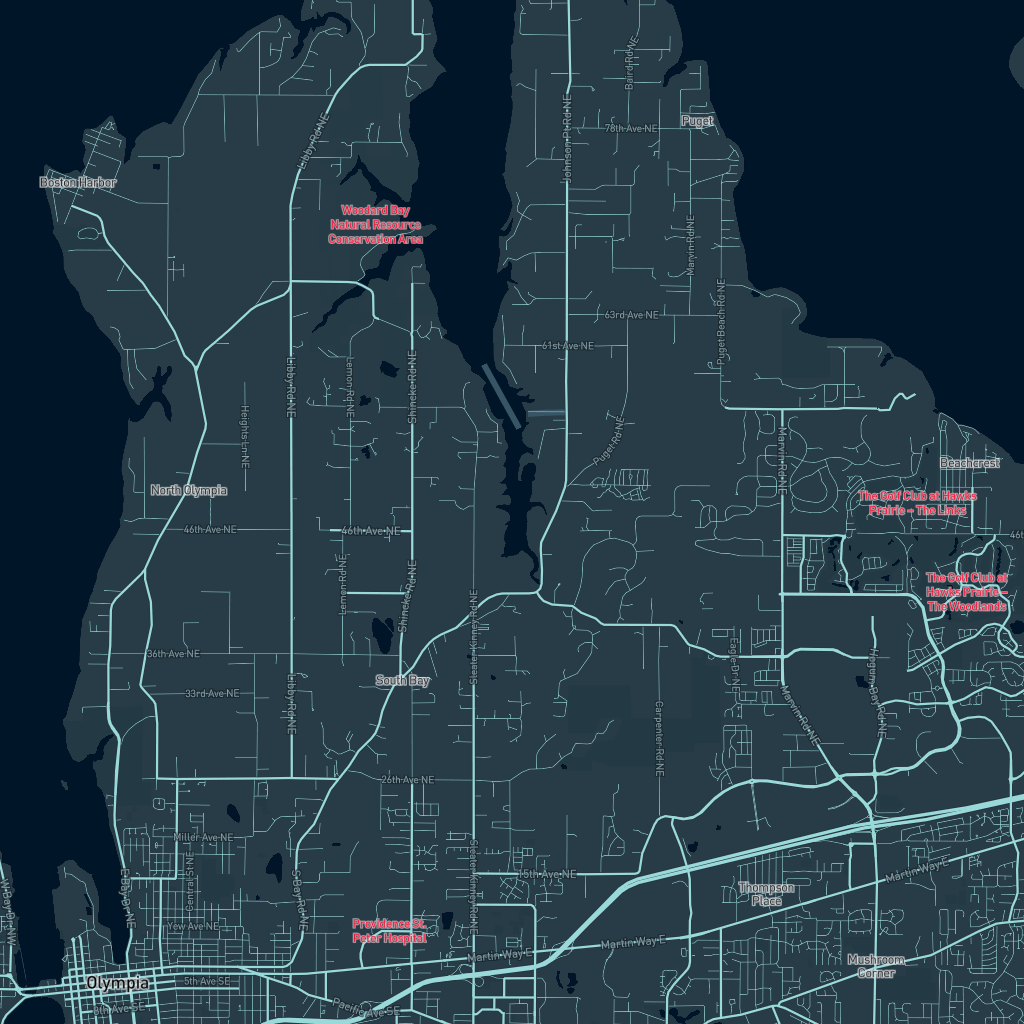 Baird Rd NE
78th Ave NE
Puget
Johnson Pt Rd NE
Libby Rd NE
Boston Harbor
Woodard Bay
Natural Resource
Conservation Area
Marvin Rd NE
Puget Beach Rd NE
63rd Ave NE
61st Ave NE
Libby Rd NE
Lemon Rd NE
Shincke Rd NE
Heights Ln NE
Puget Rd NE
Marvin Rd NE
Beachcrest
North Olympia
The Golf Club at Hawks
Prairie - The Links
46th Ave NE
46th Ave NE
46t
The Golf Club at
Hawks Prairie -
The Woodlands
Lemon Rd NE
Shincke Rd NE
Sleater Kinney Rd NE
36th Ave NE
South Bay
33rd Ave NE
Libby Rd NE
Eagle Dr NE
Hogum Bay Rd NE
Marvin Rd NE
Carpenter Rd NE
26th Ave NE
Miller Ave NE
Central St NE
E Bay Dr NE
S Bay Rd NE
Sleater Kinney Rd NE
15th Ave NE
Martin Way E
Thompson
Place
W Bay Dr NW
Yew Ave NE
Providence St.
Peter Hospital
Martin Way E
Martin Way E
Mushroom
Corner
Olympia
5th Ave SE
8th Ave SE
Pacific Ave SE